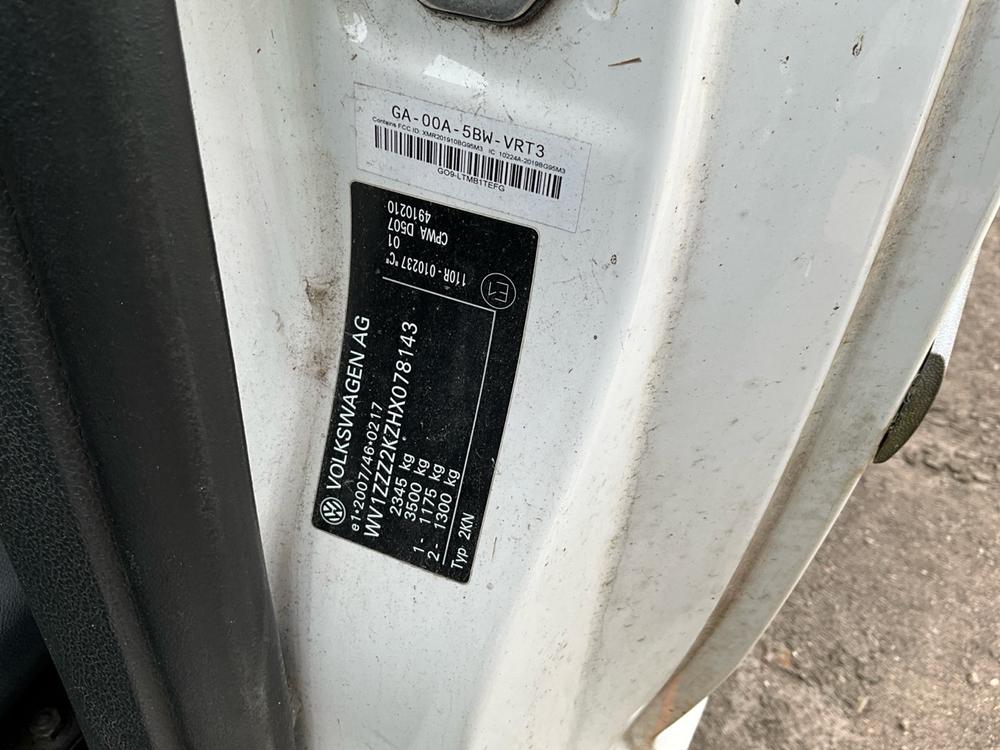 GA-00A-5BW-VRT3
Contains FCC ID: XMR201910BG95M3 IC: 10224A-2019BG95M3
GO9-LTMB1TEFG
VOLKSWAGEN AG
e1*2007/46*0217
WV1ZZZ2KZHX078143
2345 kg
3500 kg
1- 1175 kg
2- 1300 kg
Typ 2KN
E1
110R-010237 "C"
01
CPWA D507
4910210